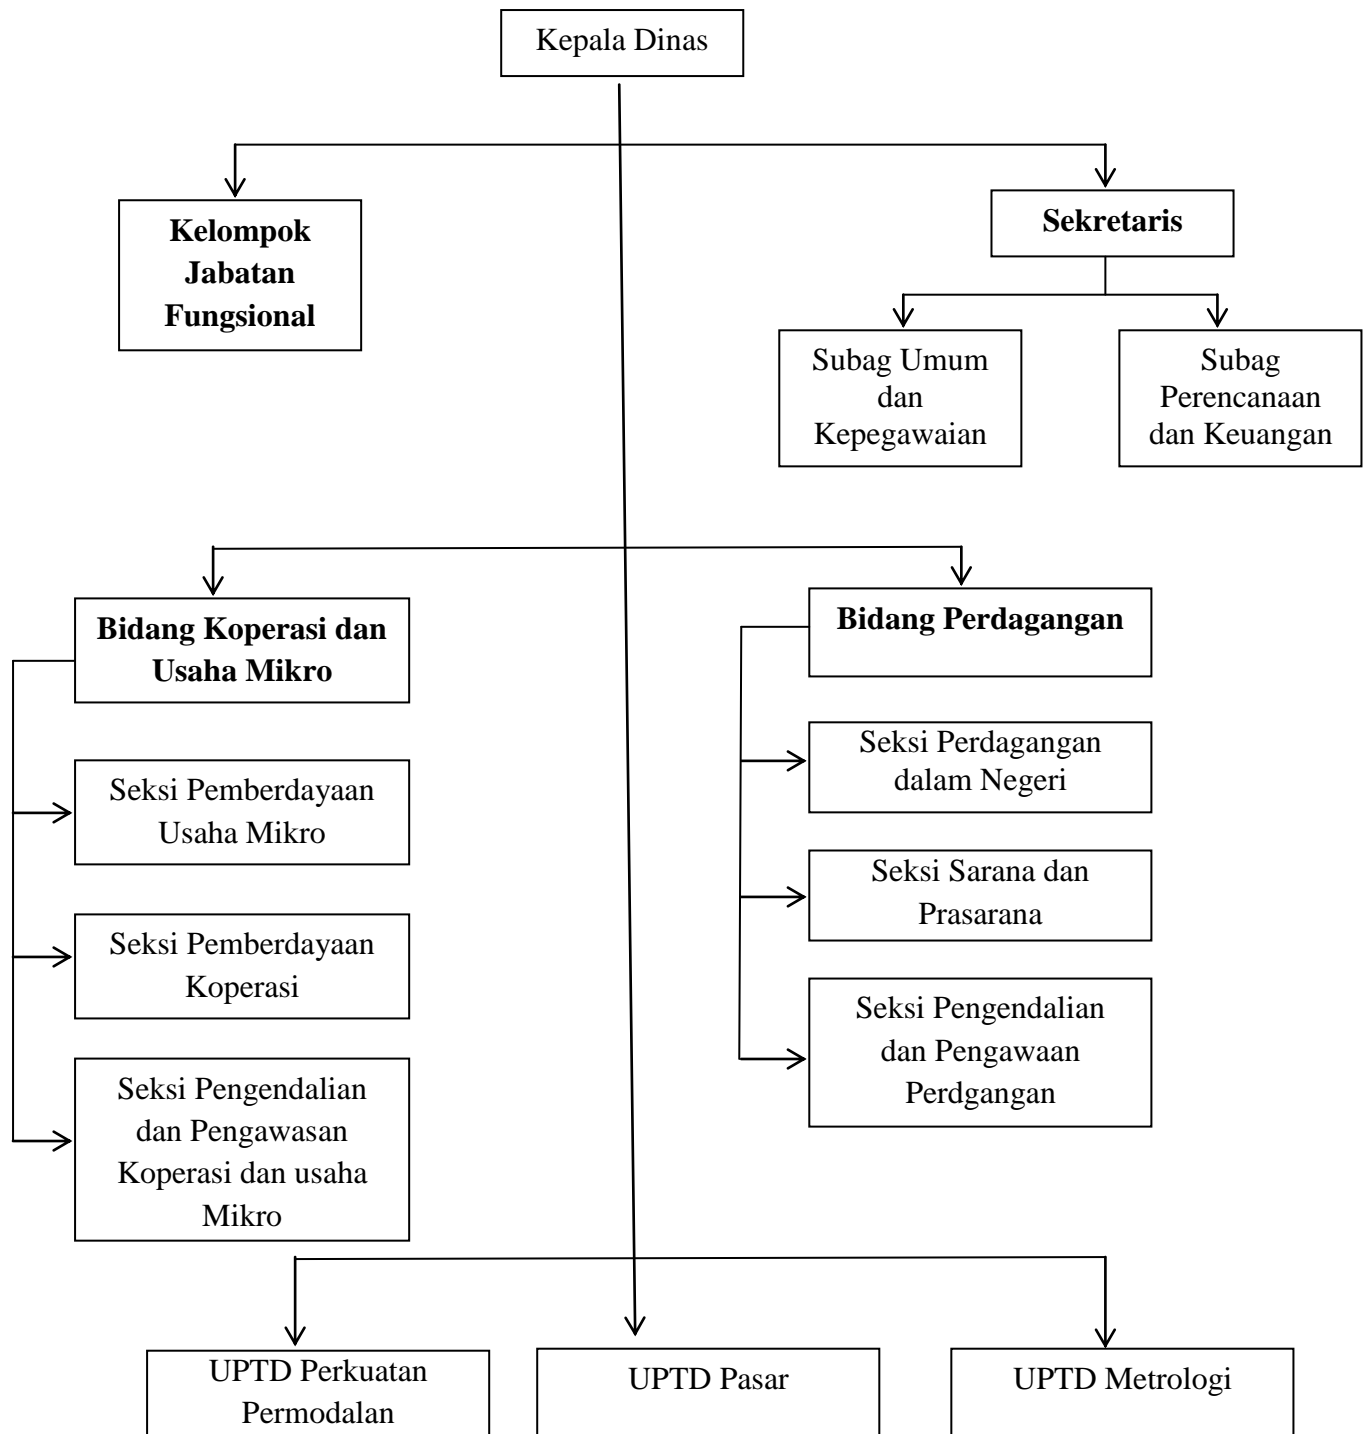 Kepala Dinas
Kelompok
Jabatan
Fungsional
Sekretaris
Subag Umum
dan
Kepegawaian
Subag
Perencanaan
dan Keuangan
Bidang Koperasi dan
Usaha Mikro
Seksi Pemberdayaan
Usaha Mikro
Seksi Pemberdayaan
Koperasi
Seksi Pengendalian
dan Pengawasan
Koperasi dan usaha
Mikro
Bidang Perdagangan
Seksi Perdagangan
dalam Negeri
Seksi Sarana dan
Prasarana
Seksi Pengendalian
dan Pengawaan
Perdgangan
UPTD Perkuatan
Permodalan
UPTD Pasar
UPTD Metrologi